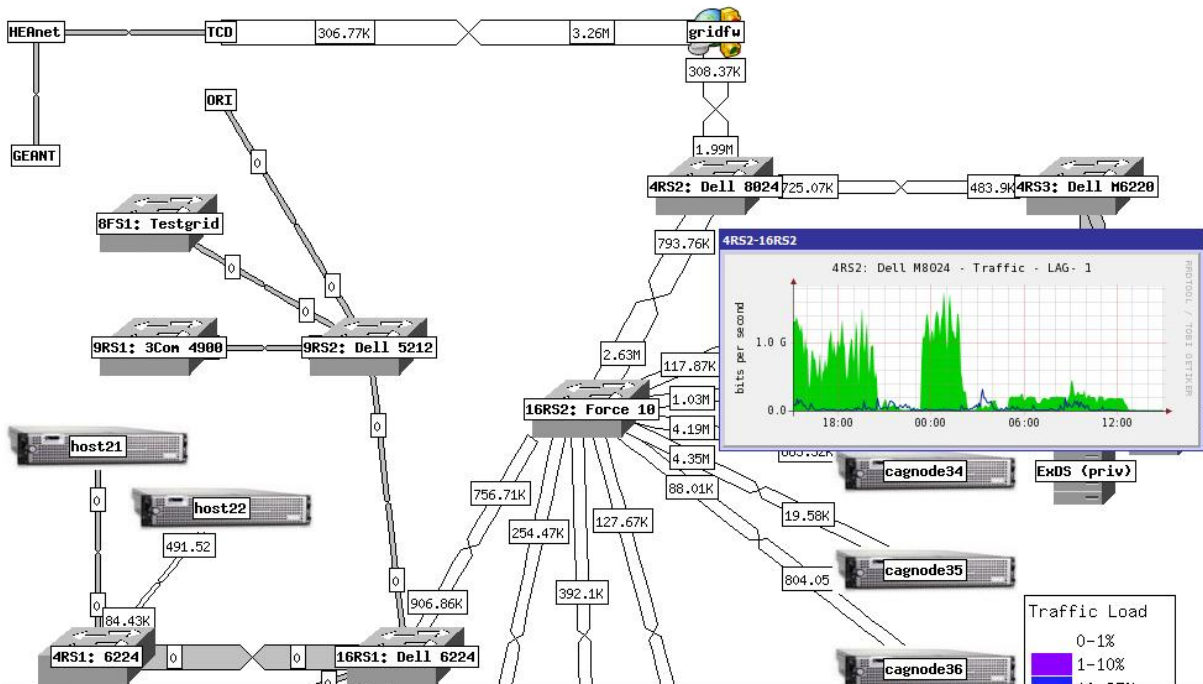 HEAnet
TCD
306.77K
3.26M
gridfw
308.37K
ORI
GEANT
0
1.99M
4RS2: Dell 8024
725.07K
483.9K
4RS3: Dell M6220
8FS1: Testgrid
793.76K
4RS2-16RS2
0
0
0
4RS2: Dell M8024 - Traffic - LAG- 1
RRDTOOL / TOBI OETIKER
bits per second
1.0 G
0.0
18:00
00:00
06:00
12:00
9RS1: 3Com 4900
9RS2: Dell 5212
2.63M
117.87K
16RS2: Force 10
1.03M
0
4.19M
host21
4.35M
cagnode34
ExDS (priv)
0
756.71K
88.01K
host22
254.47K
127.67K
19.58K
491.52
cagnode35
0
804.05
392.1K
0
84.43K
906.86K
Traffic Load
4RS1: 6224
0
0
16RS1: Dell 6224
0-1%
1-10%
cagnode36
0